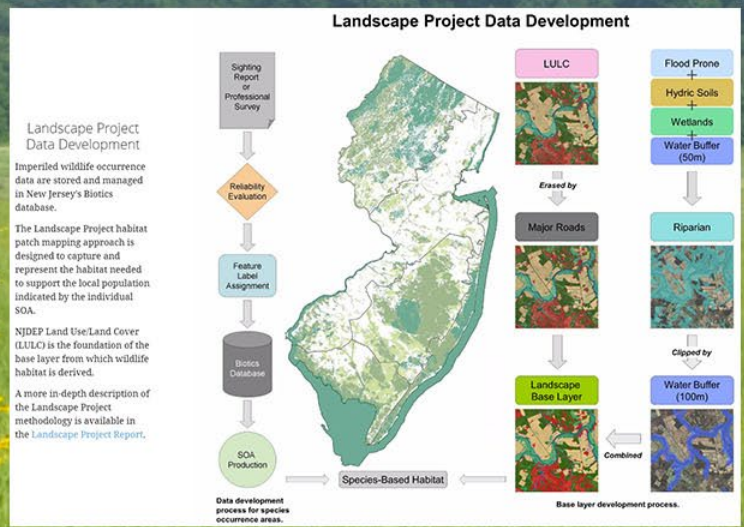 Landscape Project Data Development
Landscape Project
Data Development
Imperiled wildlife occurrence
data are stored and managed
in New Jersey's Biotics
database.
The Landscape Project habitat
patch mapping approach is
designed to capture and
represent the habitat needed
to support the local population
indicated by the individual
SOA.
NJDEP Land Use/Land Cover
(LULC) is the foundation of the
base layer from which wildlife
habitat is derived.
A more in-depth description of
the Landscape Project
methodology is available in
the Landscape Project Report.
Sighting
Report
or
Professional
Survey
Reliability
Evaluation
Feature
Label
Assignment
Biotics
Database
SOA
Production
Data development
process for species
occurrence areas.
Species-Based Habitat
LULC
Erased by
Major Roads
Landscape
Base Layer
Flood Prone
+
Hydric Soils
+
Wetlands
+
Water Buffer
(50m)
Riparian
Clipped by
Water Buffer
(100m)
Combined
Base layer development process.